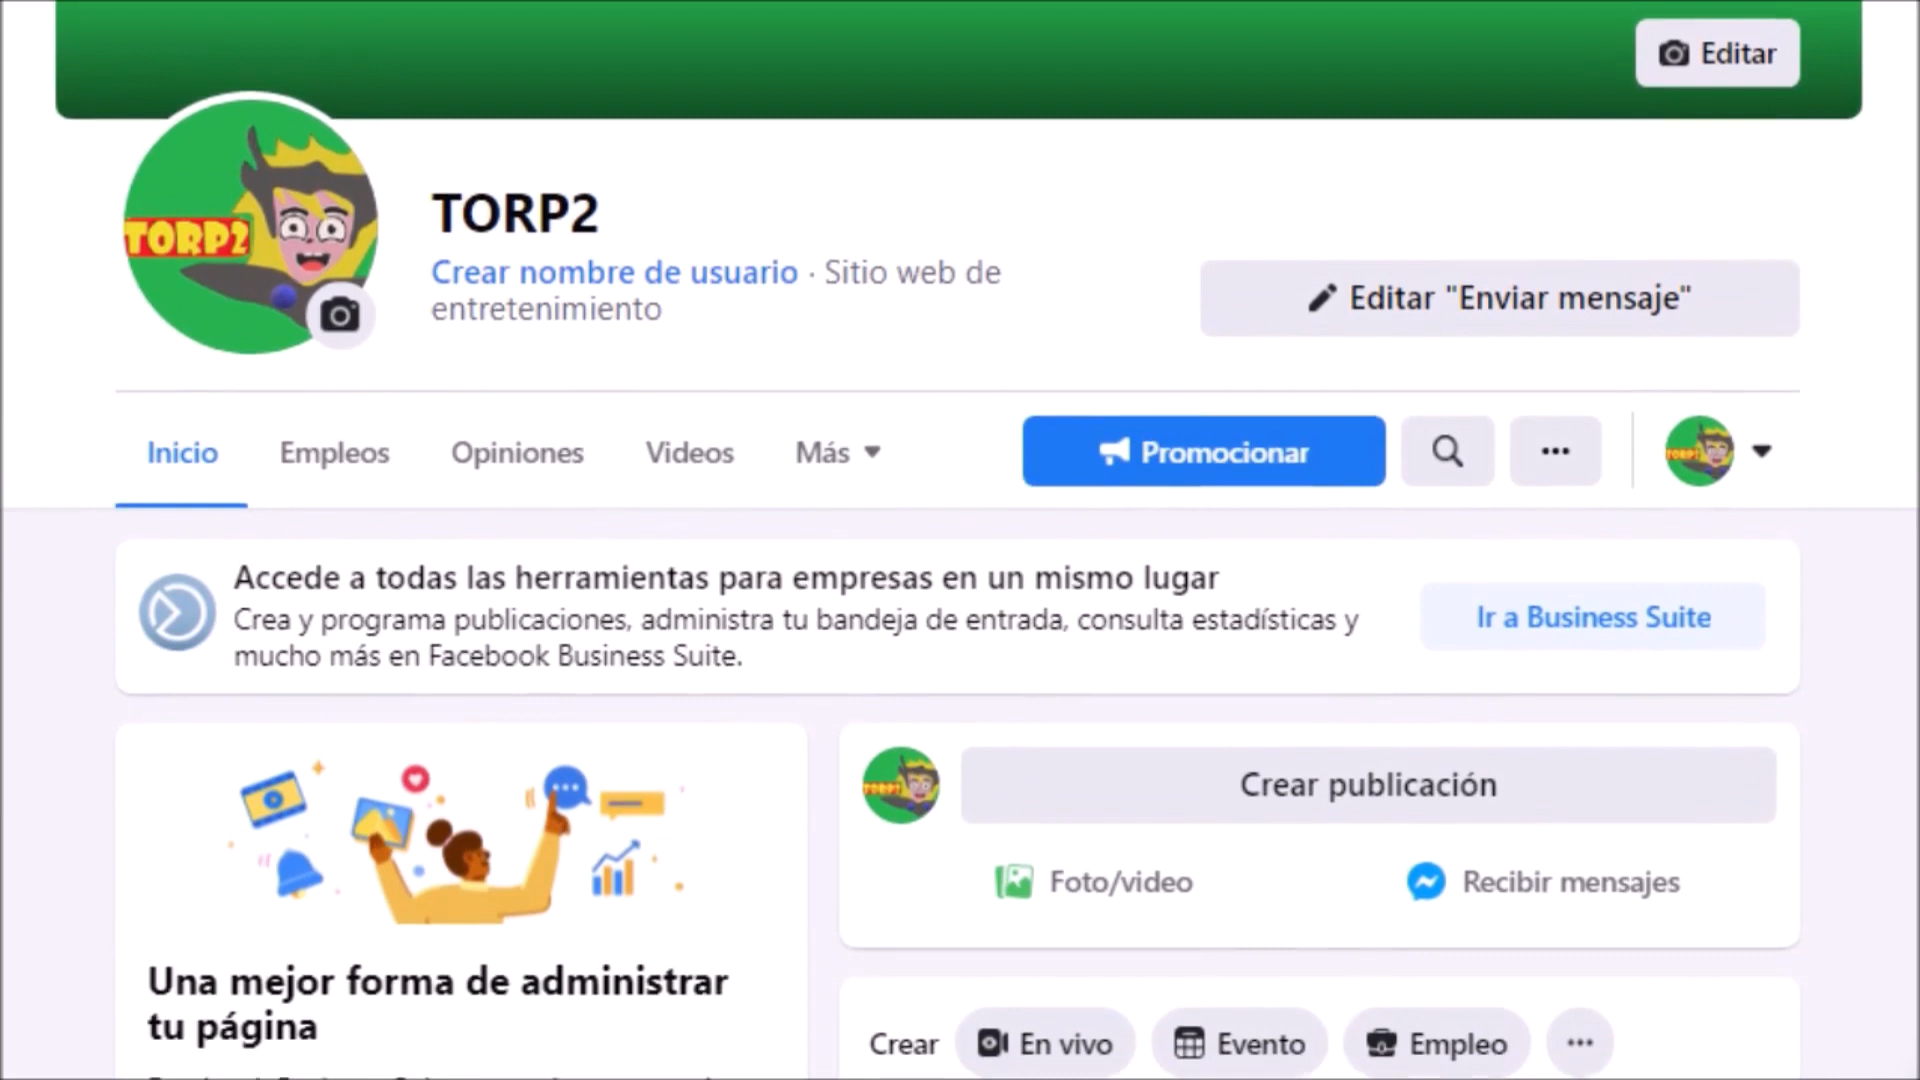 Editar
TORP2
TORP2
Crear nombre de usuario · Sitio web de
entretenimiento
Editar "Enviar mensaje"
Inicio
Empleos
Opiniones
Videos
Más
Promocionar
TORP2
Accede a todas las herramientas para empresas en un mismo lugar
Crea y programa publicaciones, administra tu bandeja de entrada, consulta estadísticas y
mucho más en Facebook Business Suite.
Ir a Business Suite
TORP2
Crear publicación
Foto/video
Recibir mensajes
Una mejor forma de administrar
tu página
Crear
En vivo
Evento
Empleo